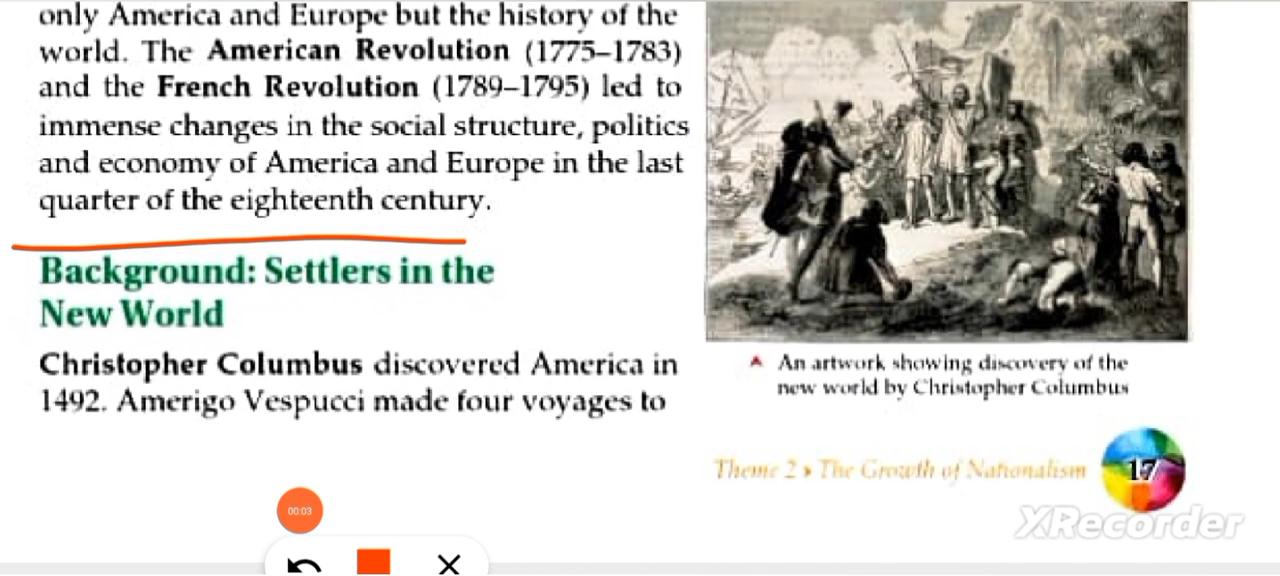 only America and Europe but the history of the
world. The American Revolution (1775–1783)
and the French Revolution (1789–1795) led to
immense changes in the social structure, politics
and economy of America and Europe in the last
quarter of the eighteenth century.
Background: Settlers in the
New World
Christopher Columbus discovered America in
1492. Amerigo Vespucci made four voyages to
An artwork showing discovery of the
new world by Christopher Columbus
Theme 2 ▸ The Growth of Nationalism
17
00:03
XRecorder